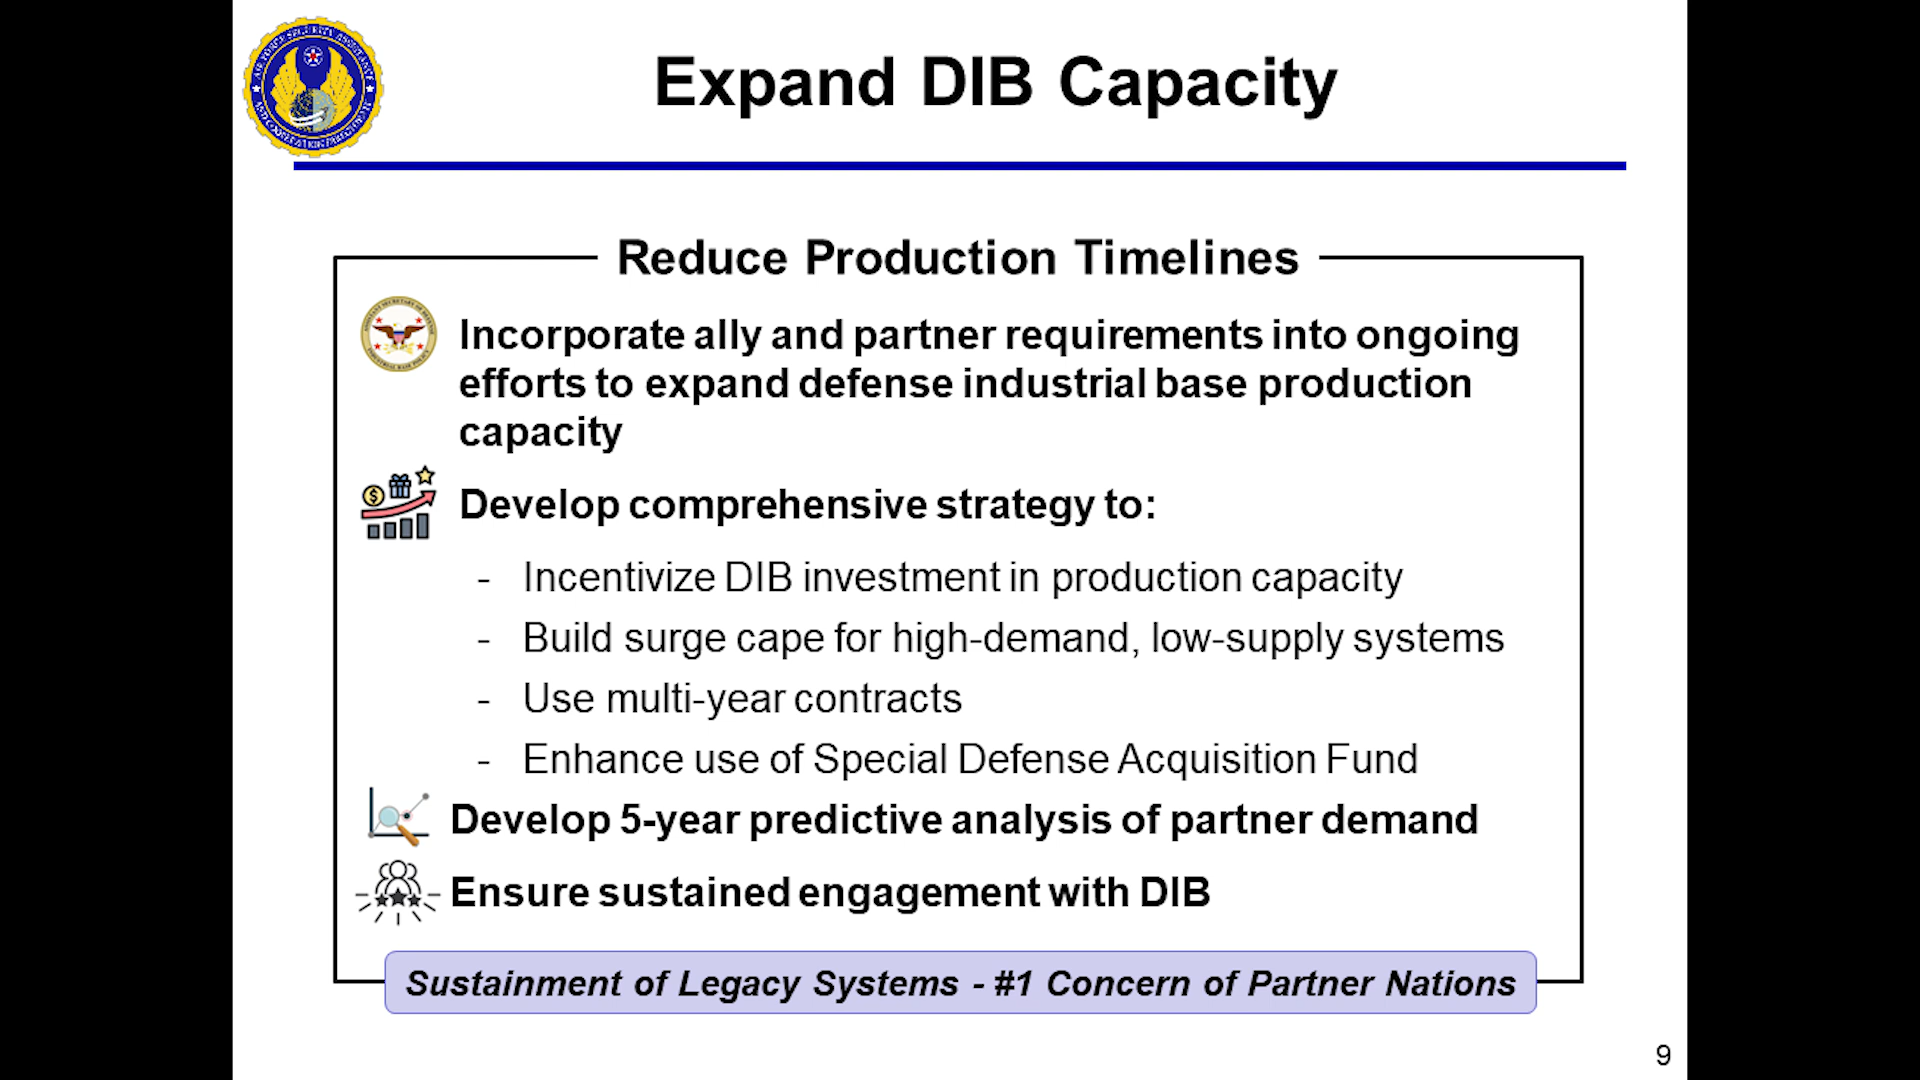 Expand DIB Capacity
Reduce Production Timelines
Incorporate ally and partner requirements into ongoing
efforts to expand defense industrial base production
capacity
Develop comprehensive strategy to:
- Incentivize DIB investment in production capacity
- Build surge cape for high-demand, low-supply systems
- Use multi-year contracts
- Enhance use of Special Defense Acquisition Fund
Develop 5-year predictive analysis of partner demand
Ensure sustained engagement with DIB
Sustainment of Legacy Systems - #1 Concern of Partner Nations
9